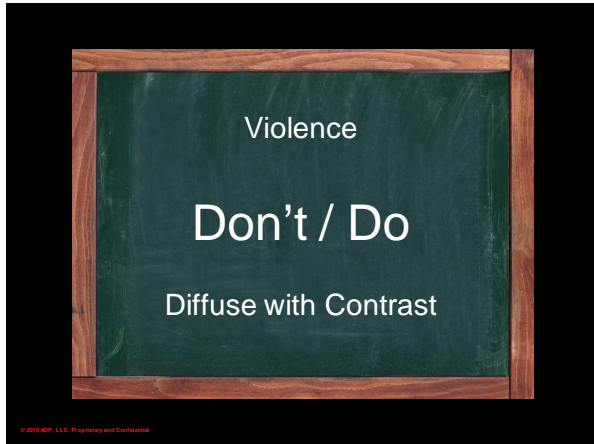 Violence
Don’t / Do
Diffuse with Contrast
© 2015 ADP, LLC. Proprietary and Confidential